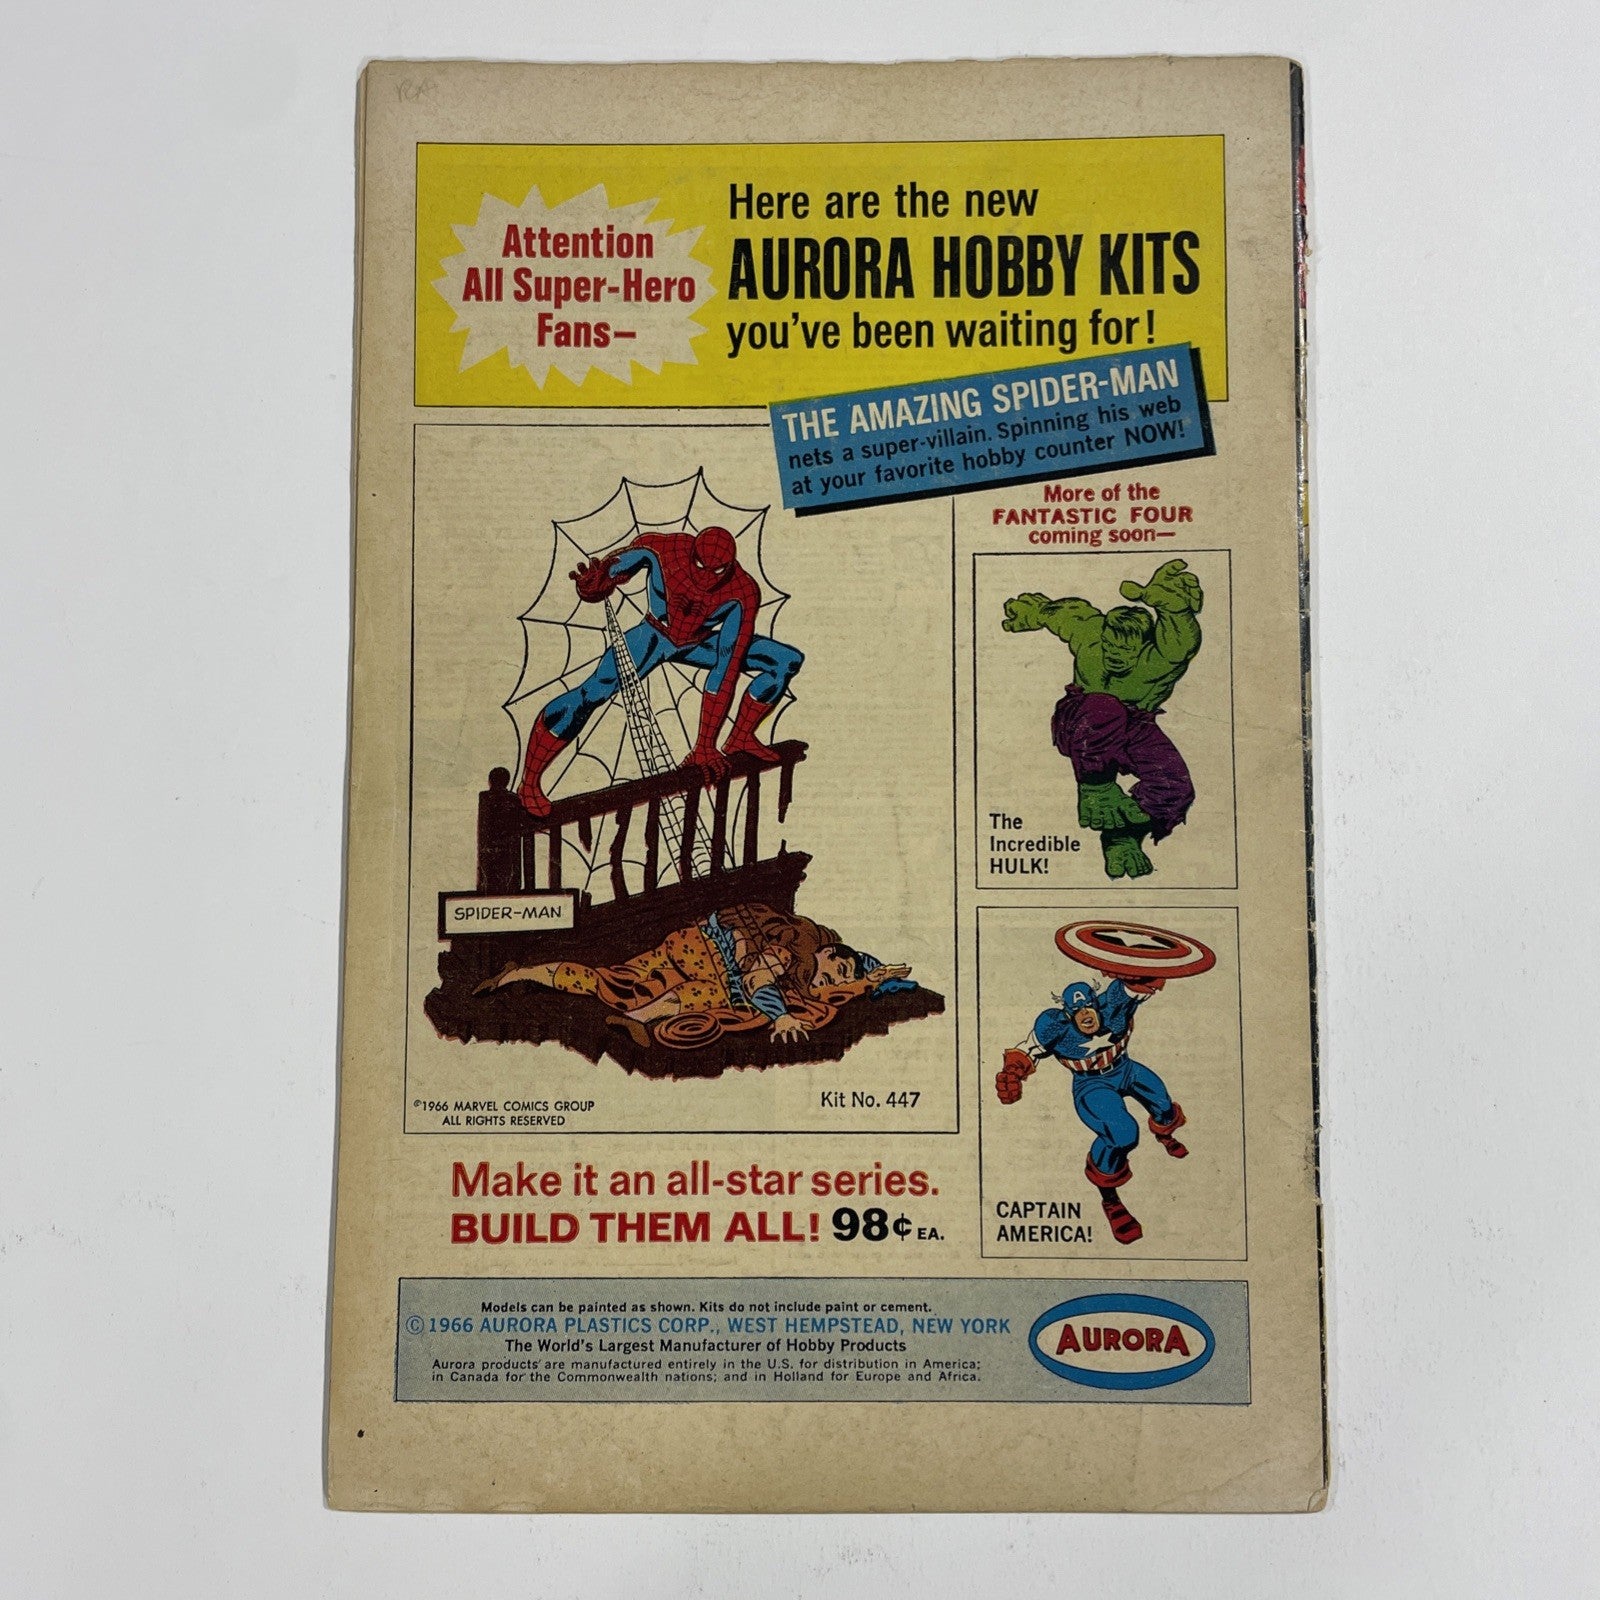 Attention
All Super-Hero
Fans—
Here are the new
AURORA HOBBY KITS
you've been waiting for!
THE AMAZING SPIDER-MAN
nets a super-villain. Spinning his web
at your favorite hobby counter NOW!
More of the
FANTASTIC FOUR
coming soon—
The
Incredible
HULK!
SPIDER-MAN
CAPTAIN
AMERICA!
©1966 MARVEL COMICS GROUP
ALL RIGHTS RESERVED
Kit No. 447
Make it an all-star series.
BUILD THEM ALL! 98¢ EA.
Models can be painted as shown. Kits do not include paint or cement.
© 1966 AURORA PLASTICS CORP., WEST HEMPSTEAD, NEW YORK
The World's Largest Manufacturer of Hobby Products
Aurora products are manufactured entirely in the U.S. for distribution in America;
in Canada for the Commonwealth nations; and in Holland for Europe and Africa.
AURORA